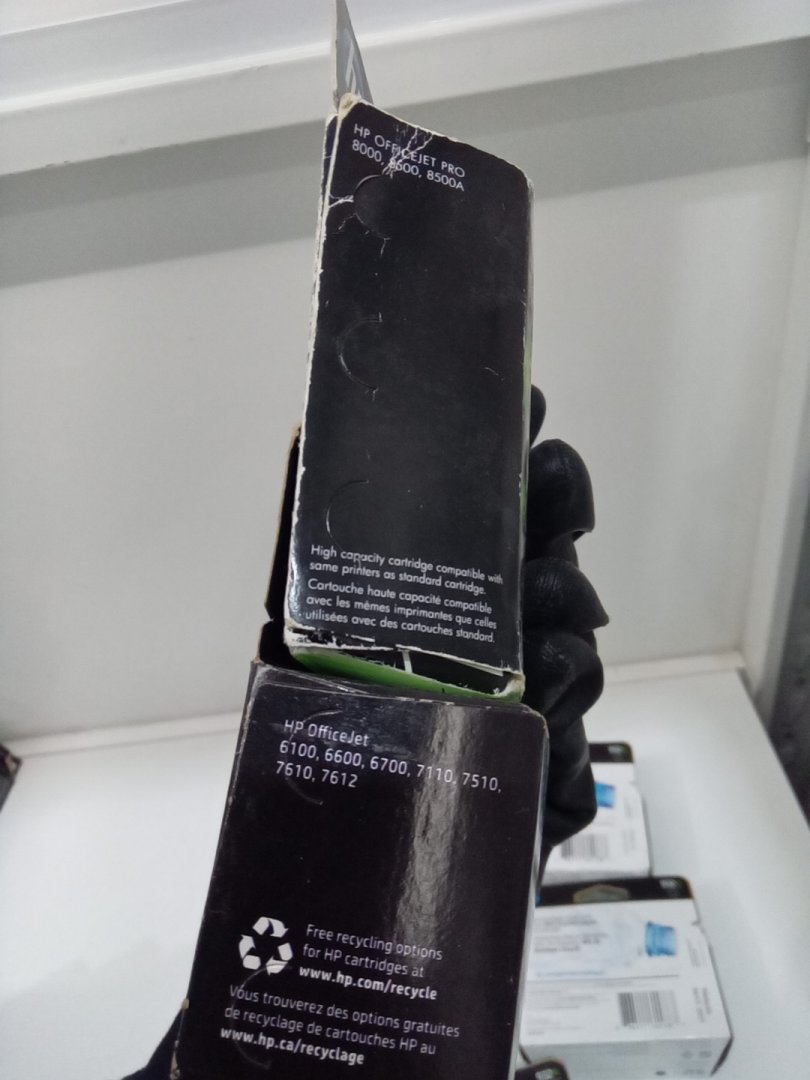 HP OFFICEJET PRO
8000, 8500, 8500A
High capacity cartridge compatible with
same printers as standard cartridge.
Cartouche haute capacité compatible
avec les mêmes imprimantes que celles
utilisées avec des cartouches standard.
HP OfficeJet
6100, 6600, 6700, 7110, 7510,
7610, 7612
Free recycling options
for HP cartridges at
www.hp.com/recycle
Vous trouverez des options gratuites
de recyclage de cartouches HP au
www.hp.ca/recyclage